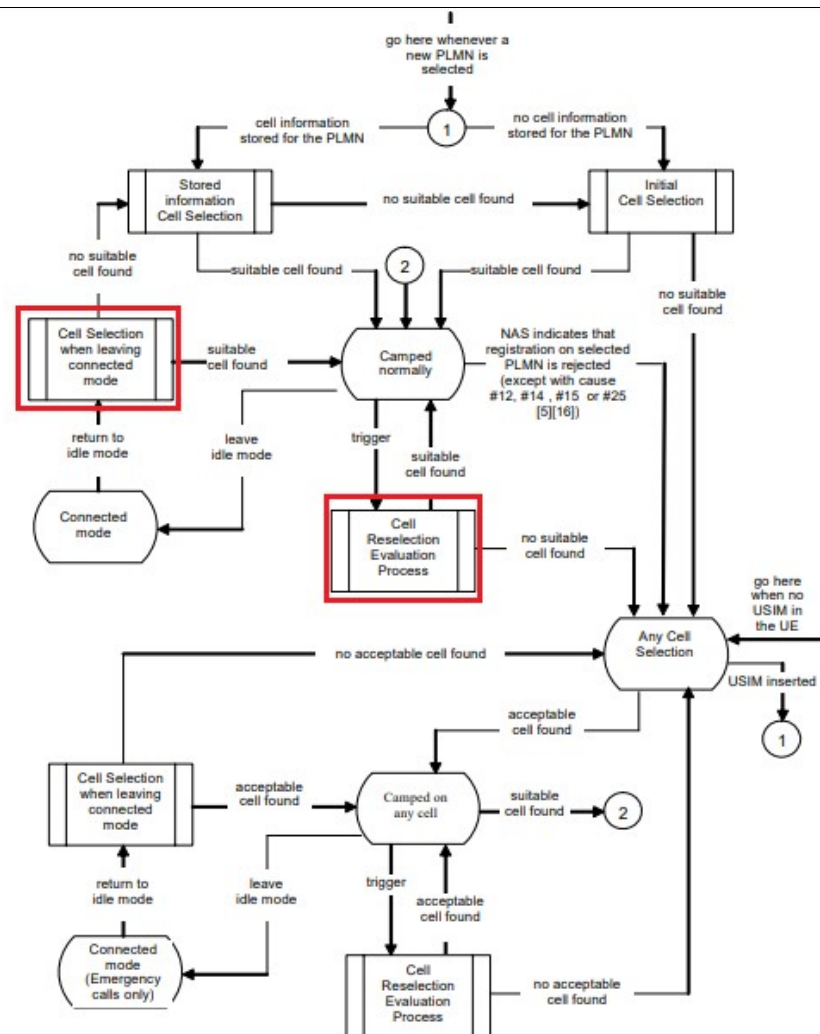 go here whenever a
new PLMN is
selected
1
cell information
stored for the PLMN
no cell information
stored for the PLMN
Stored
information
Cell Selection
no suitable cell found
Initial
Cell Selection
no suitable
cell found
suitable cell found
2
suitable cell found
no suitable
cell found
Cell Selection
when leaving
connected
mode
suitable
cell found
Camped
normally
NAS indicates that
registration on selected
PLMN is rejected
(except with cause
#12, #14 , #15 or #25
[5][16])
return to
idle mode
leave
idle mode
trigger
suitable
cell found
Connected
mode
Cell
Reselection
Evaluation
Process
no suitable
cell found
go here
when no
USIM in
the UE
Any Cell
Selection
no acceptable cell found
USIM inserted
1
acceptable
cell found
Cell Selection
when leaving
connected
mode
acceptable
cell found
Camped on
any cell
suitable
cell found
2
return to
idle mode
leave
idle mode
trigger
acceptable
cell found
Connected
mode
(Emergency
calls only)
Cell
Reselection
Evaluation
Process
no acceptable
cell found